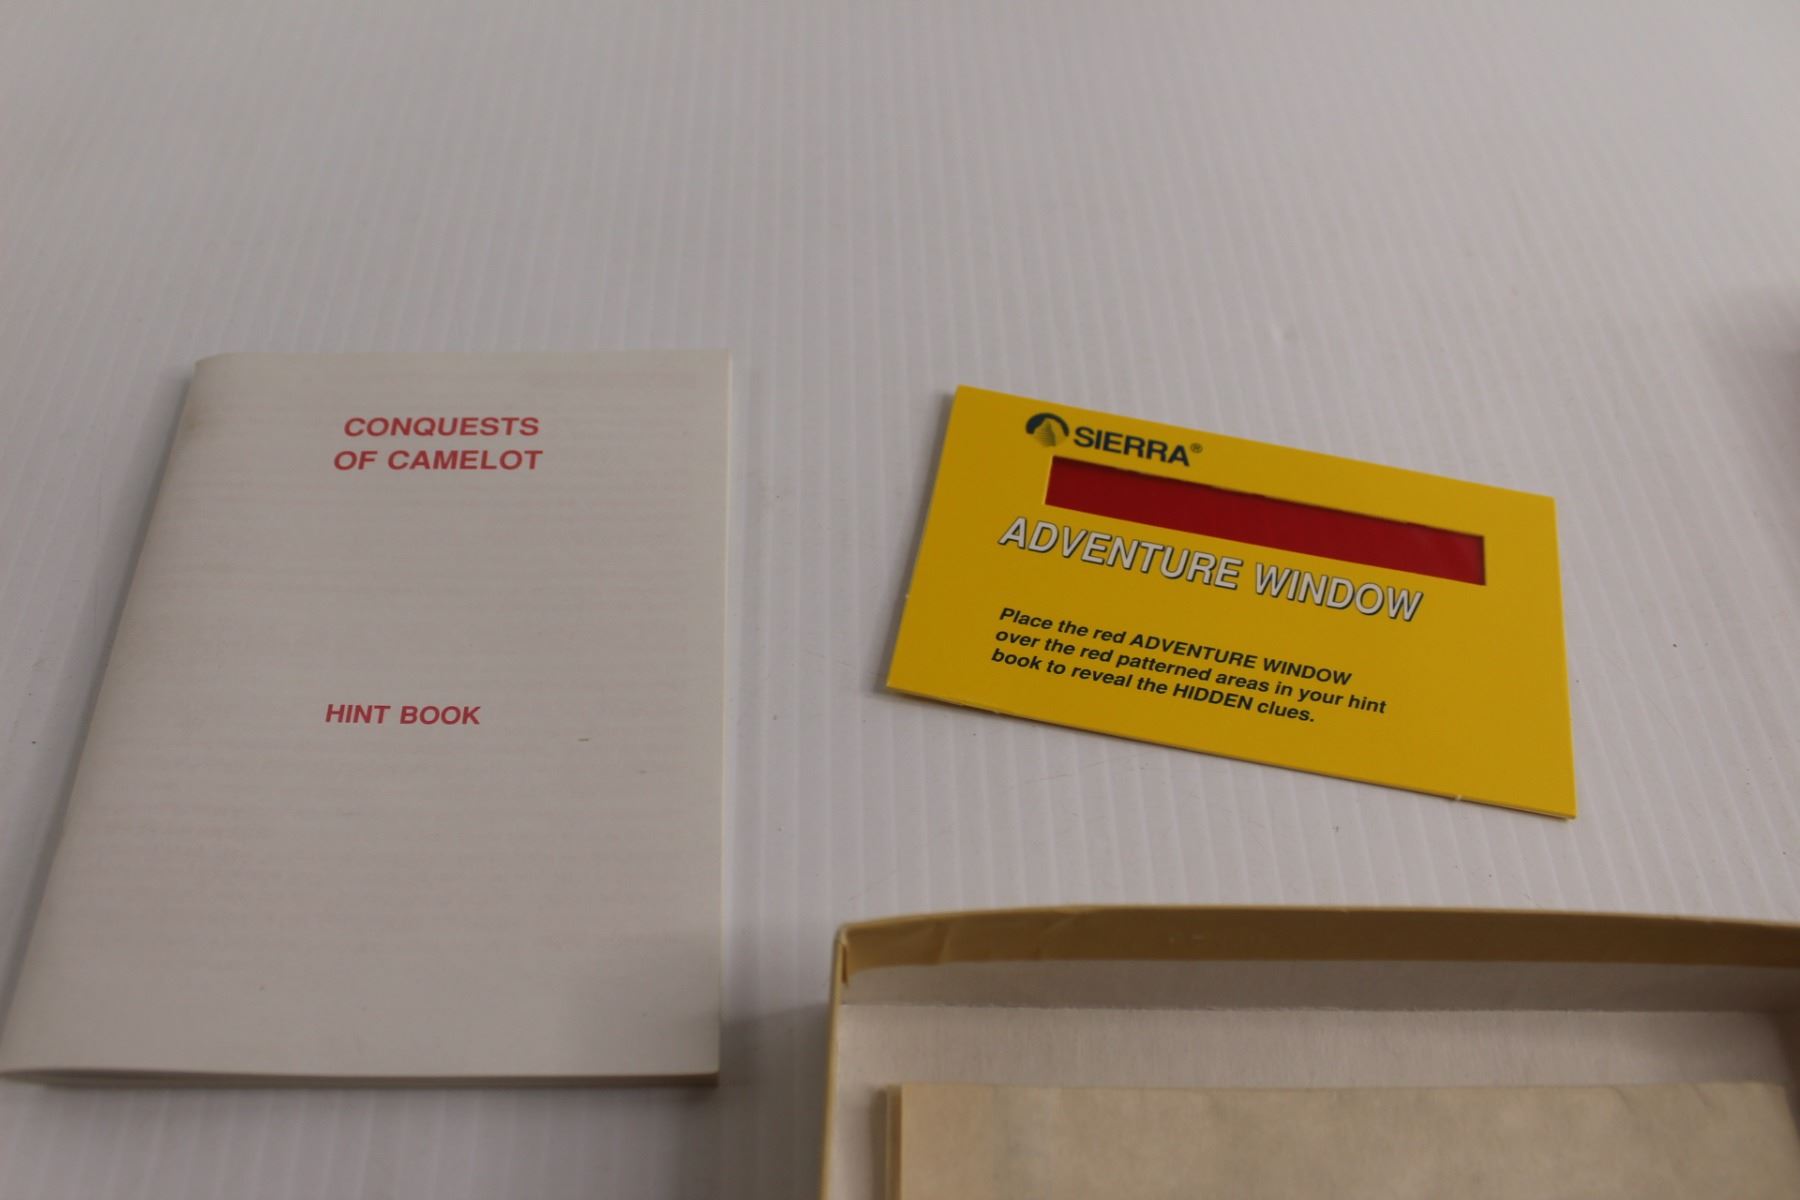 CONQUESTS
OF CAMELOT
HINT BOOK
SIERRA®
ADVENTURE WINDOW
Place the red ADVENTURE WINDOW
over the red patterned areas in your hint
book to reveal the HIDDEN clues.